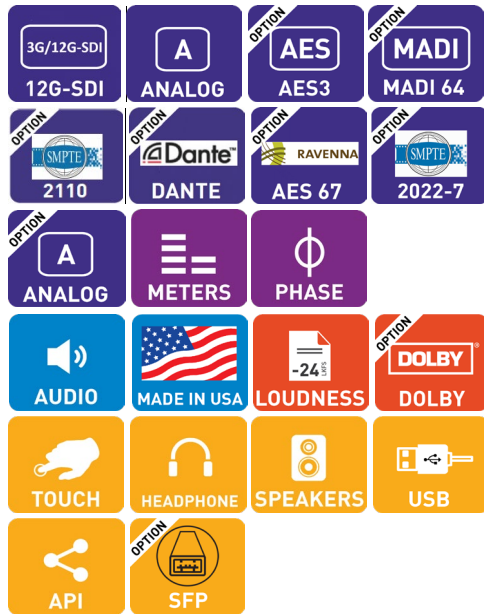 3G/12G-SDI
12G-SDI
A
ANALOG
OPTION
AES
AES3
OPTION
MADI
MADI 64
OPTION
SMPTE
2110
OPTION
Dante™
DANTE
OPTION
RAVENNA
AES 67
OPTION
SMPTE
2022-7
OPTION
A
ANALOG
METERS
PHASE
AUDIO
MADE IN USA
-24 LKFS
LOUDNESS
OPTION
DOLBY®
DOLBY
TOUCH
HEADPHONE
SPEAKERS
USB
API
OPTION
SFP